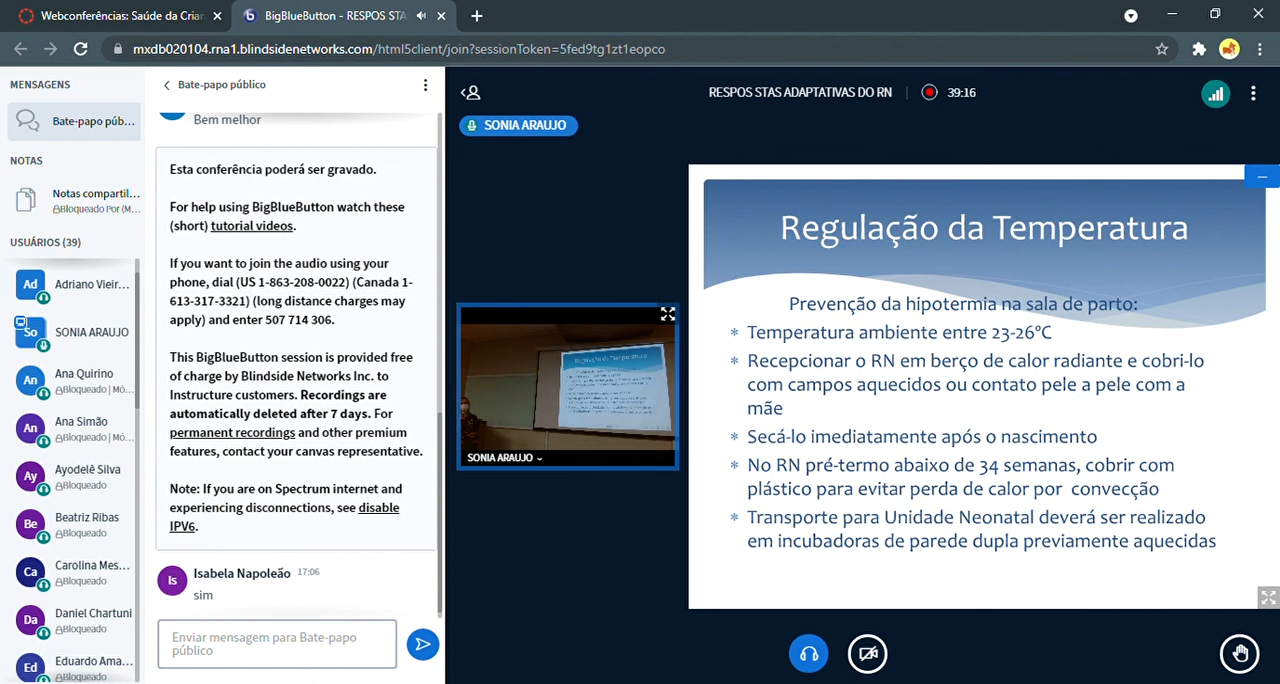 Webconferências: Saúde da Crian
BigBlueButton - RESPOS STA
mxdb020104.rna1.blindsidenetworks.com/html5client/join?sessionToken=5fed9tg1zt1eopco
MENSAGENS
Bate-papo púb...
NOTAS
Notas compartil...
Bloqueado Por (M...
USUÁRIOS (39)
Ad
Adriano Vieir...
So
SONIA ARAUJO
An
Ana Quirino
Bloqueado | Mó...
An
Ana Simão
Bloqueado | Mó...
Ay
Ayodelê Silva
Bloqueado
Be
Beatriz Ribas
Bloqueado
Ca
Carolina Mes...
Bloqueado
Da
Daniel Chartuni
Bloqueado
Ed
Eduardo Ama...
Bloqueado
Bate-papo público
Bem melhor
Esta conferência poderá ser gravado.
For help using BigBlueButton watch these
(short) tutorial videos.
If you want to join the audio using your
phone, dial (US 1-863-208-0022) (Canada 1-
613-317-3321) (long distance charges may
apply) and enter 507 714 306.
This BigBlueButton session is provided free
of charge by Blindside Networks Inc. to
Instructure customers. Recordings are
automatically deleted after 7 days. For
permanent recordings and other premium
features, contact your canvas representative.
Note: If you are on Spectrum internet and
experiencing disconnections, see disable
IPV6.
Is
Isabela Napoleão 17:06
sim
Enviar mensagem para Bate-papo
público
RESPOS STAS ADAPTATIVAS DO RN | 39:16
SONIA ARAUJO
Regulação da Temperatura
SONIA ARAUJO
Regulação da Temperatura
Prevenção da hipotermia na sala de parto:
* Temperatura ambiente entre 23-26°C
* Recepcionar o RN em berço de calor radiante e cobri-lo
com campos aquecidos ou contato pele a pele com a
mãe
* Secá-lo imediatamente após o nascimento
* No RN pré-termo abaixo de 34 semanas, cobrir com
plástico para evitar perda de calor por convecção
* Transporte para Unidade Neonatal deverá ser realizado
em incubadoras de parede dupla previamente aquecidas